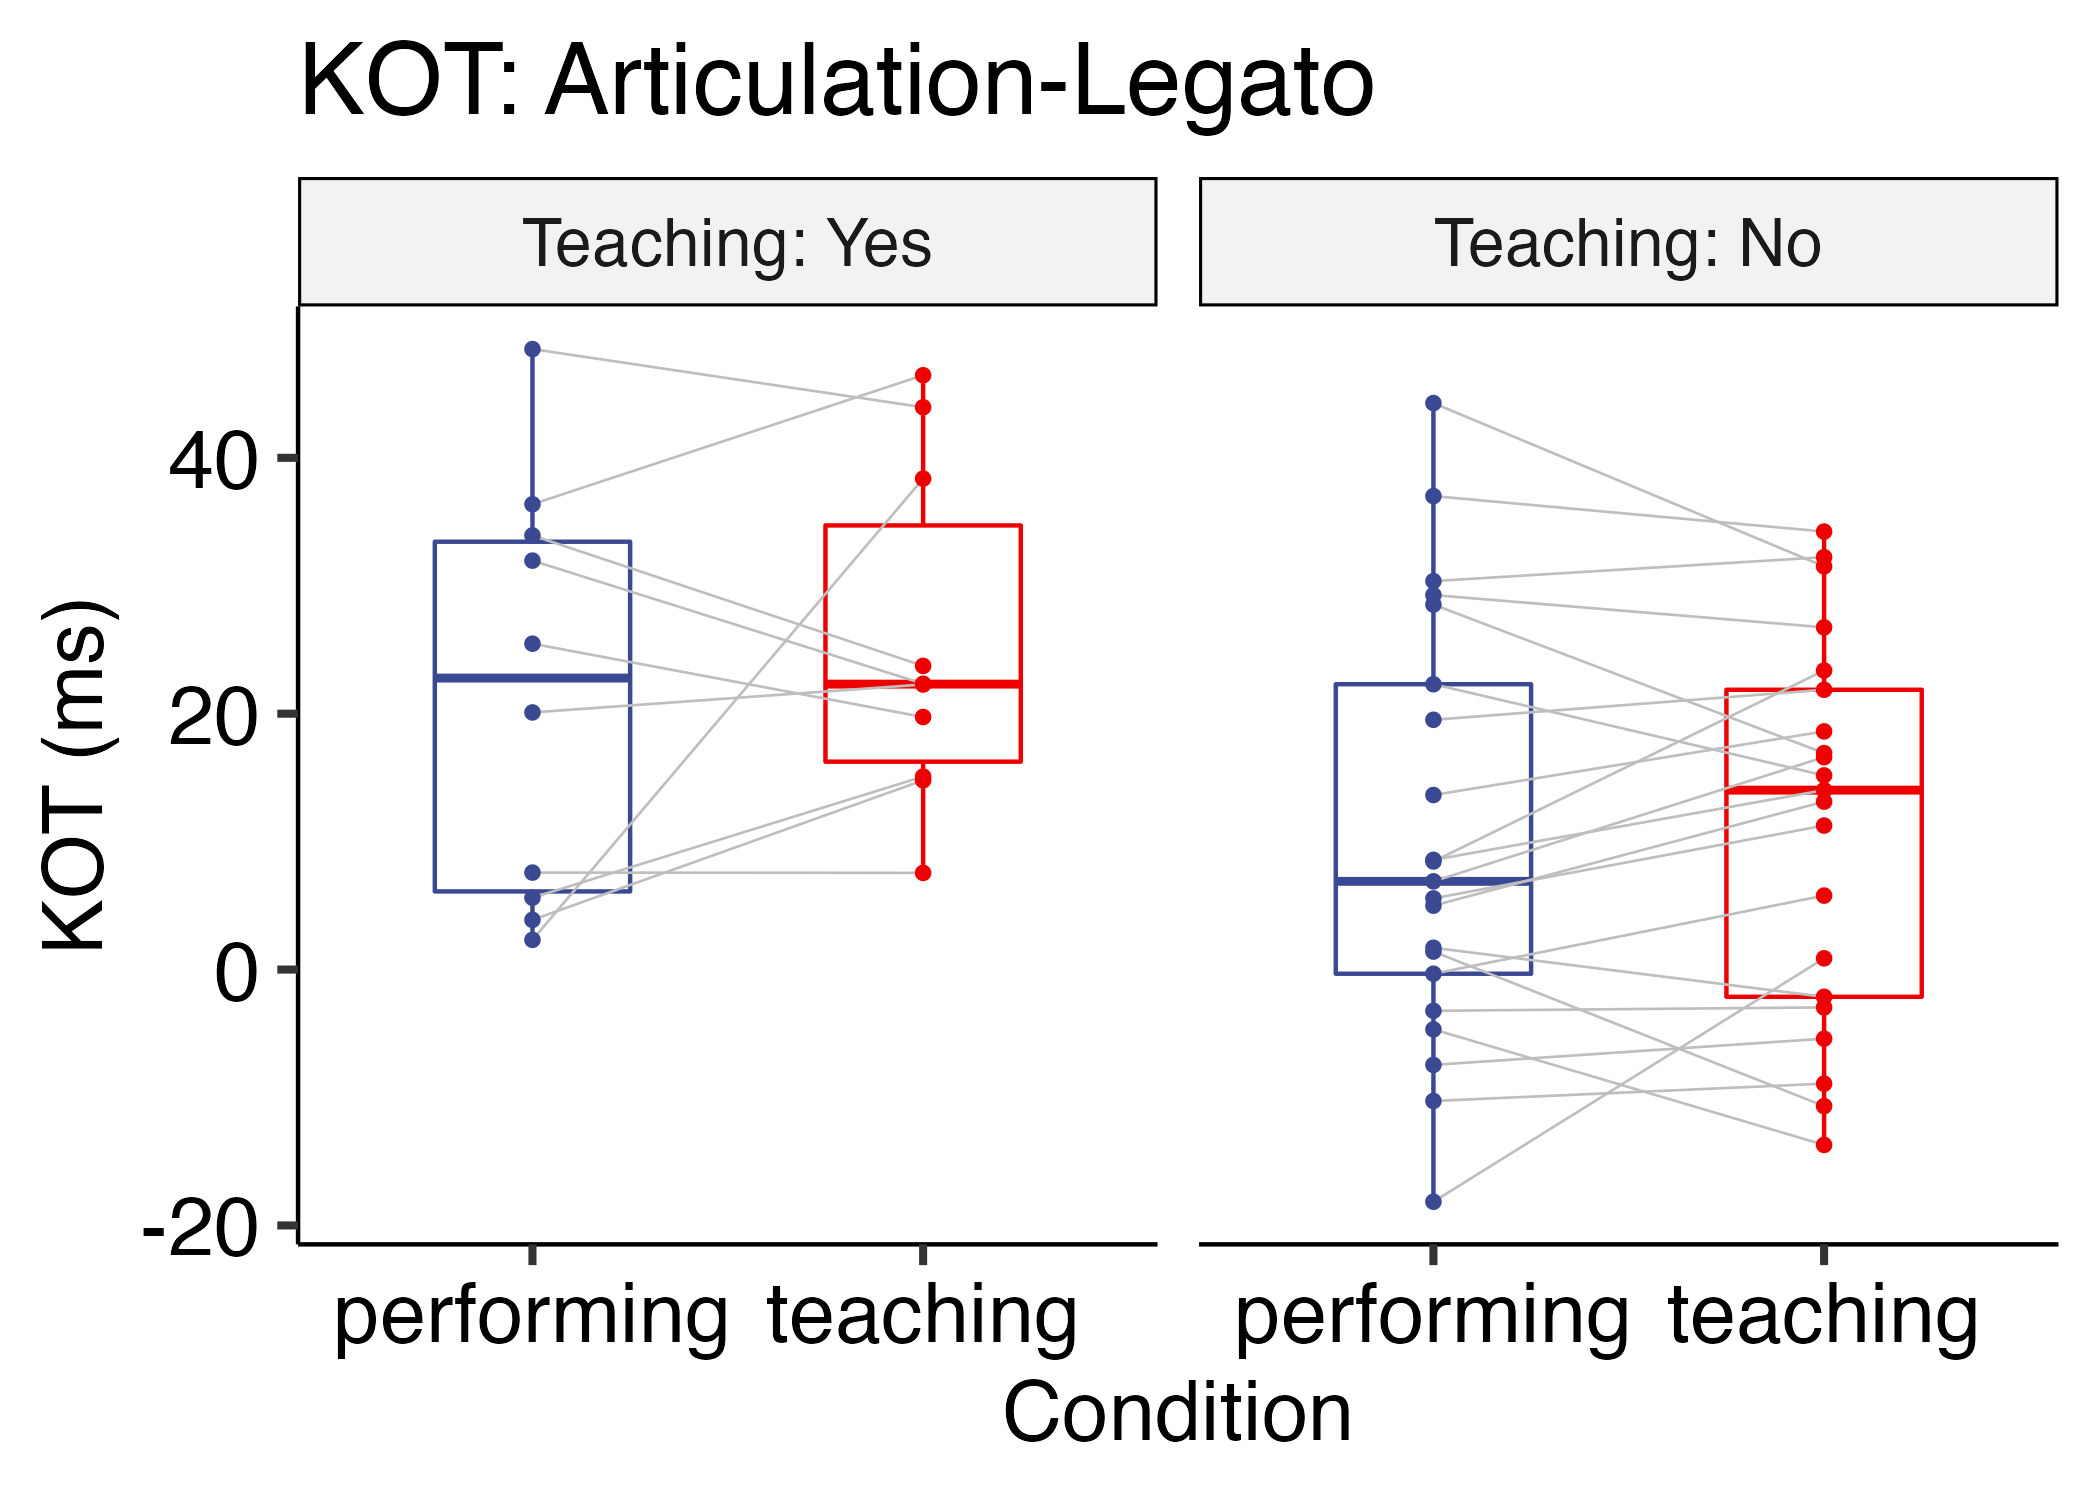 KOT: Articulation-Legato
Teaching: Yes
Teaching: No
KOT (ms)
40
20
0
-20
performing teaching
performing teaching
Condition